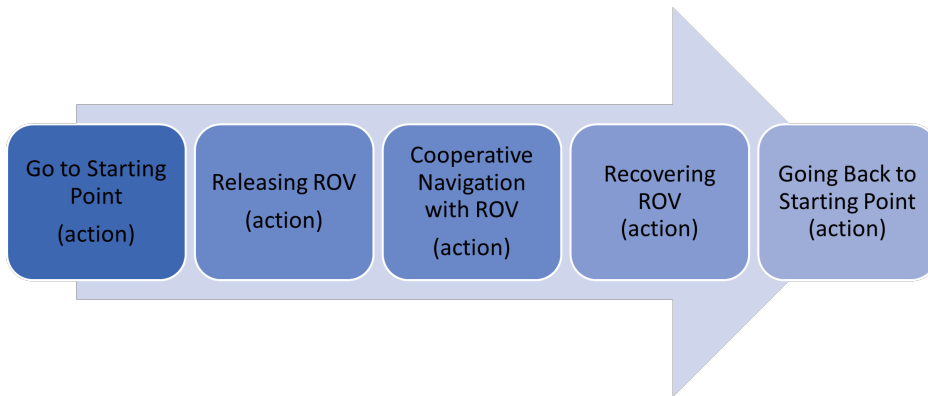 Go to Starting
Point
(action)
Releasing ROV
(action)
Cooperative
Navigation
with ROV
(action)
Recovering
ROV
(action)
Going Back to
Starting Point
(action)